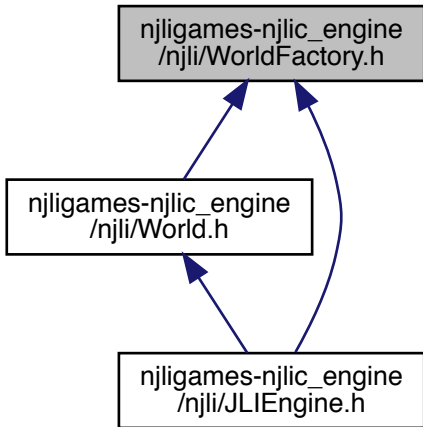 njligames-njlic_engine
/njli/WorldFactory.h
njligames-njlic_engine
/njli/World.h
njligames-njlic_engine
/njli/JLIEngine.h